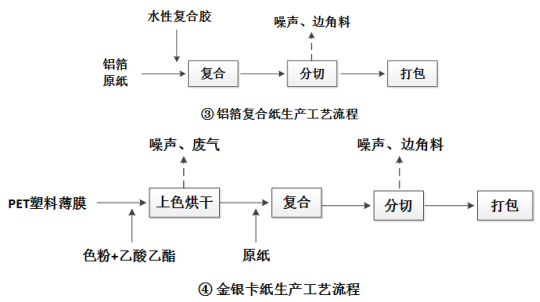 水性复合胶
噪声、边角料
铝箔
原纸
复合
分切
打包
③ 铝箔复合纸生产工艺流程
噪声、废气
噪声、边角料
PET塑料薄膜
上色烘干
复合
分切
打包
色粉+乙酸乙酯
原纸
④ 金银卡纸生产工艺流程